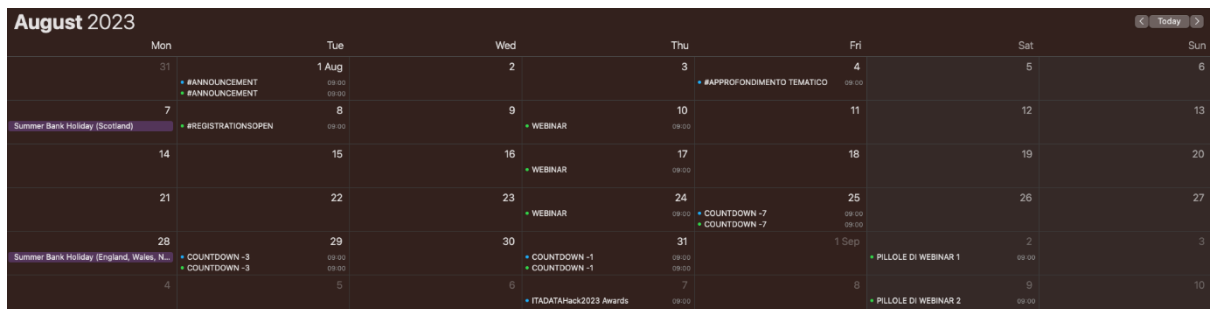 August 2023
< Today >
Mon Tue Wed Thu Fri Sat Sun
31 1 Aug 2 3 4 5 6
#ANNOUNCEMENT 09:00 #APPROFONDIMENTO TEMATICO 09:00
#ANNOUNCEMENT 09:00
7 8 9 10 11 12 13
Summer Bank Holiday (Scotland) #REGISTRATIONSOPEN 09:00 WEBINAR 09:00
14 15 16 17 18 19 20
WEBINAR 09:00
21 22 23 24 25 26 27
WEBINAR 09:00 COUNTDOWN -7 09:00
COUNTDOWN -7 09:00
28 29 30 31 1 Sep 2 3
Summer Bank Holiday (England, Wales, N... COUNTDOWN -3 09:00 COUNTDOWN -1 09:00 PILLOLE DI WEBINAR 1 09:00
COUNTDOWN -3 09:00 COUNTDOWN -1 09:00
4 5 6 7 8 9 10
ITADATAHack2023 Awards 09:00 PILLOLE DI WEBINAR 2 09:00